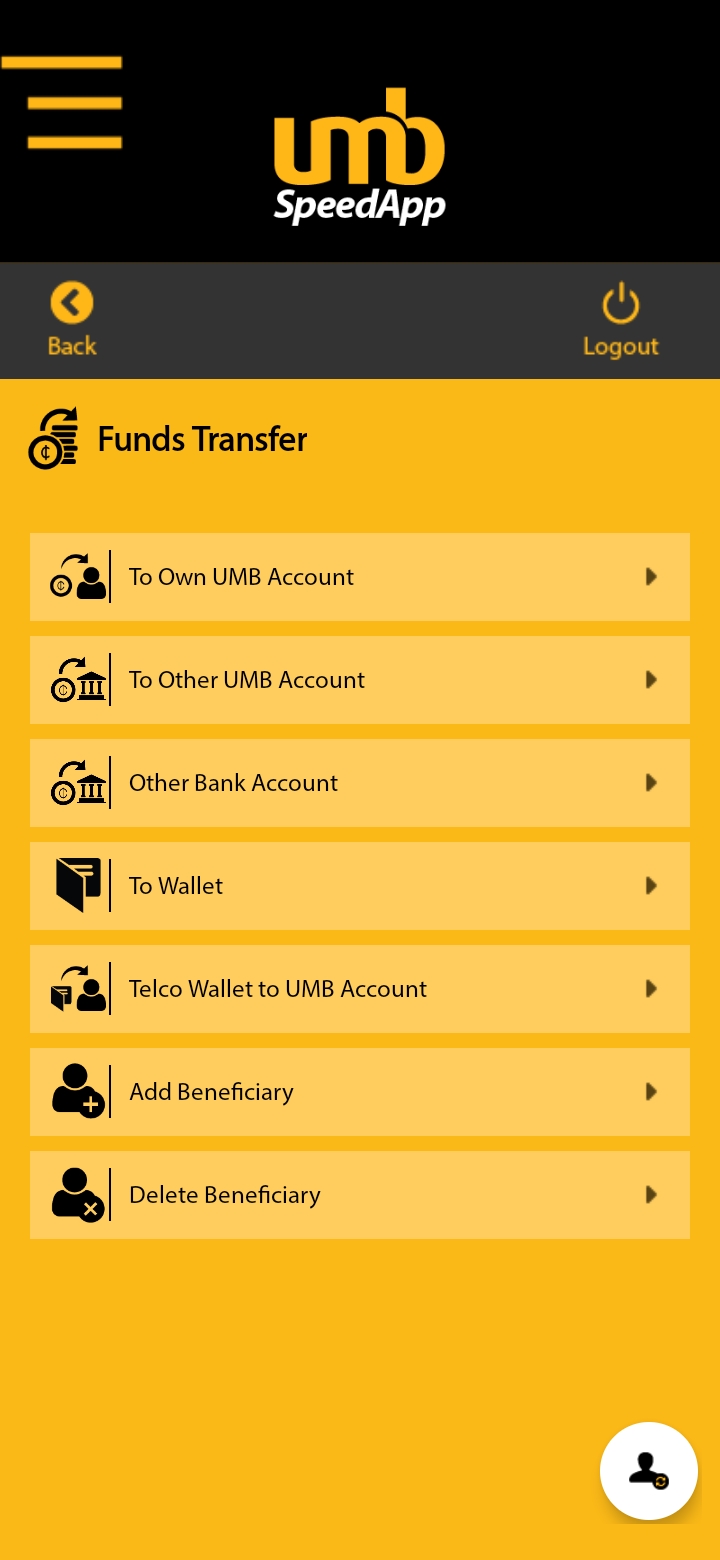 umb
SpeedApp
Back
Logout
Funds Transfer
To Own UMB Account
To Other UMB Account
Other Bank Account
To Wallet
Telco Wallet to UMB Account
Add Beneficiary
Delete Beneficiary